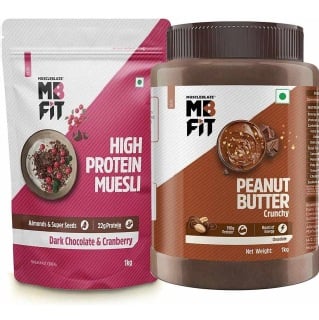 MUSCLEBLAZE
MB
FIT
HIGH
PROTEIN
MUESLI
Almonds & Super Seeds
22g Protein
Dark Chocolate & Cranberry
1kg
MUSCLEBLAZE
MB
FIT
PEANUT
BUTTER
Crunchy
Chocolate
Net Weight: 1kg